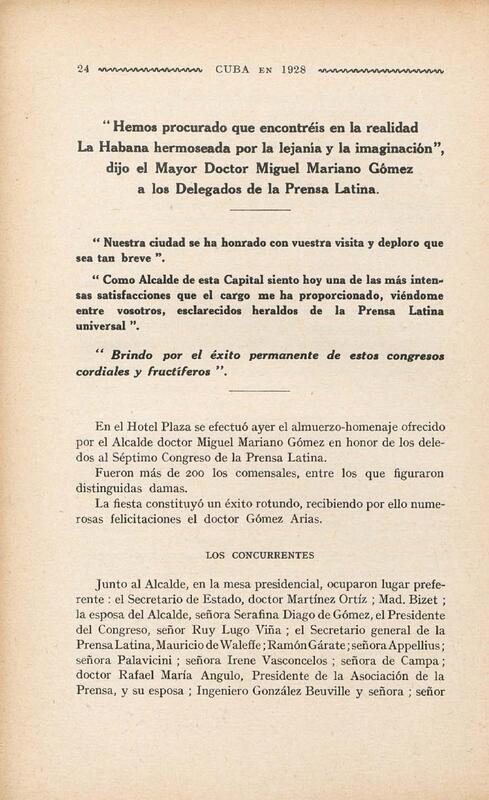 24 CUBA EN 1928
“ Hemos procurado que encontréis en la realidad
La Habana hermoseada por la lejanía y la imaginación”,
dijo el Mayor Doctor Miguel Mariano Gómez
a los Delegados de la Prensa Latina.
“ Nuestra ciudad se ha honrado con vuestra visita y deploro que
sea tan breve ”.
“ Como Alcalde de esta Capital siento hoy una de las más inten-
sas satisfacciones que el cargo me ha proporcionado, viéndome
entre vosotros, esclarecidos heraldos de la Prensa Latina
universal ”.
“ Brindo por el éxito permanente de estos congresos
cordiales y fructíferos ”.
En el Hotel Plaza se efectuó ayer el almuerzo-homenaje ofrecido
por el Alcalde doctor Miguel Mariano Gómez en honor de los dele-
dos al Séptimo Congreso de la Prensa Latina.
Fueron más de 200 los comensales, entre los que figuraron
distinguidas damas.
La fiesta constituyó un éxito rotundo, recibiendo por ello nume-
rosas felicitaciones el doctor Gómez Arias.
LOS CONCURRENTES
Junto al Alcalde, en la mesa presidencial, ocuparon lugar prefe-
rente : el Secretario de Estado, doctor Martínez Ortíz ; Mad. Bizet ;
la esposa del Alcalde, señora Serafina Diago de Gómez, el Presidente
del Congreso, señor Ruy Lugo Viña ; el Secretario general de la
Prensa Latina, Mauricio de Waleffe ; Ramón Gárate ; señora Appellius ;
señora Palavicini ; señora Irene Vasconcelos ; señora de Campa ;
doctor Rafael María Angulo, Presidente de la Asociación de la
Prensa, y su esposa ; Ingeniero González Beuville y señora ; señor